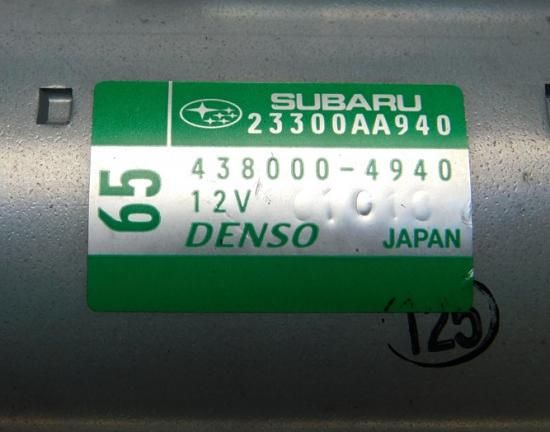 SUBARU
23300AA940
65
438000-4940
12V
DENSO JAPAN
125